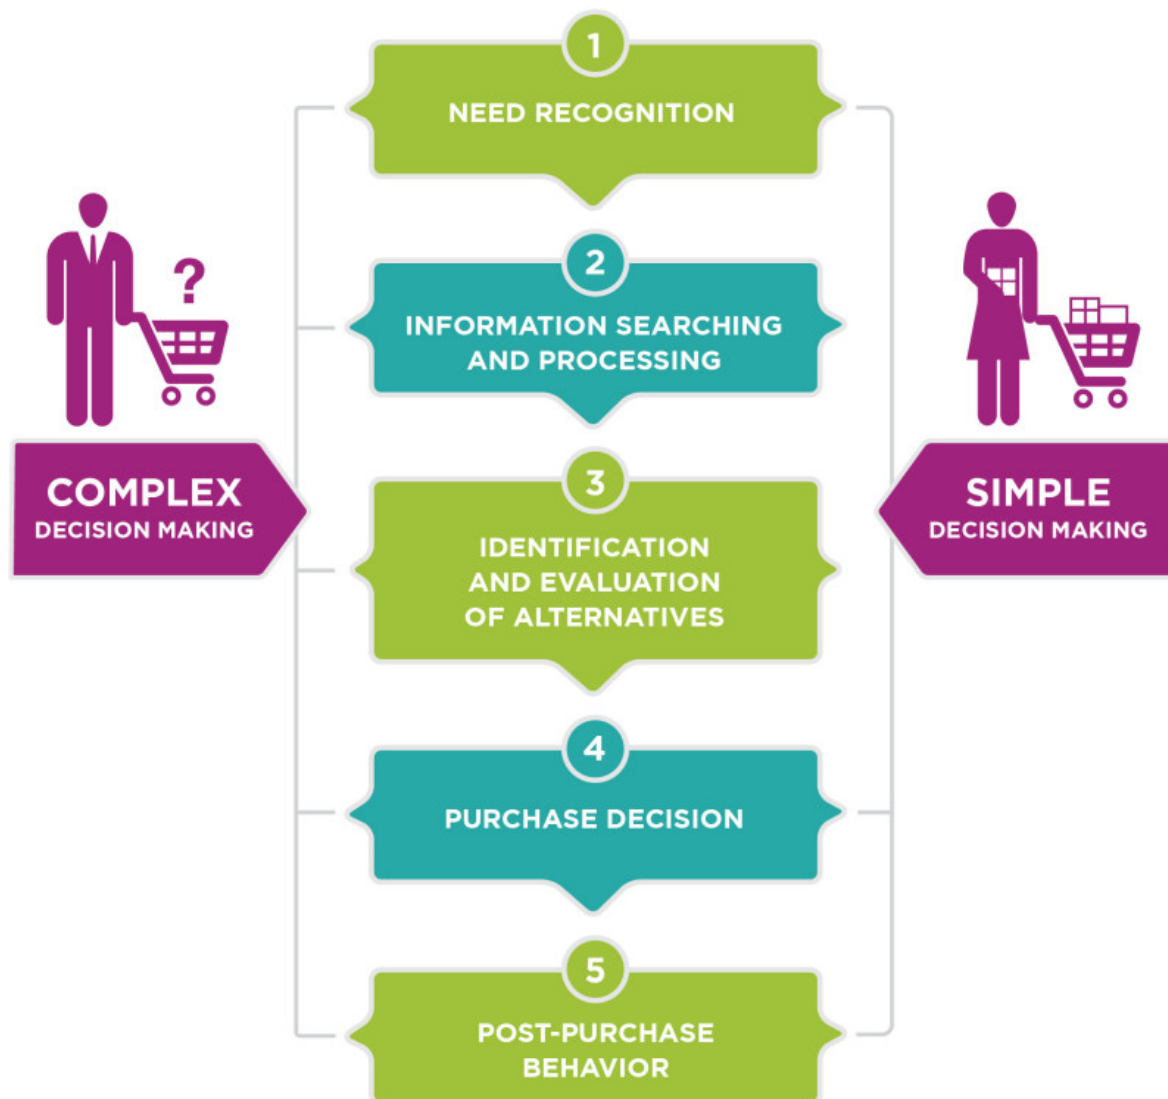 1
NEED RECOGNITION
2
INFORMATION SEARCHING
AND PROCESSING
?
COMPLEX
DECISION MAKING
3
IDENTIFICATION
AND EVALUATION
OF ALTERNATIVES
SIMPLE
DECISION MAKING
4
PURCHASE DECISION
5
POST-PURCHASE
BEHAVIOR